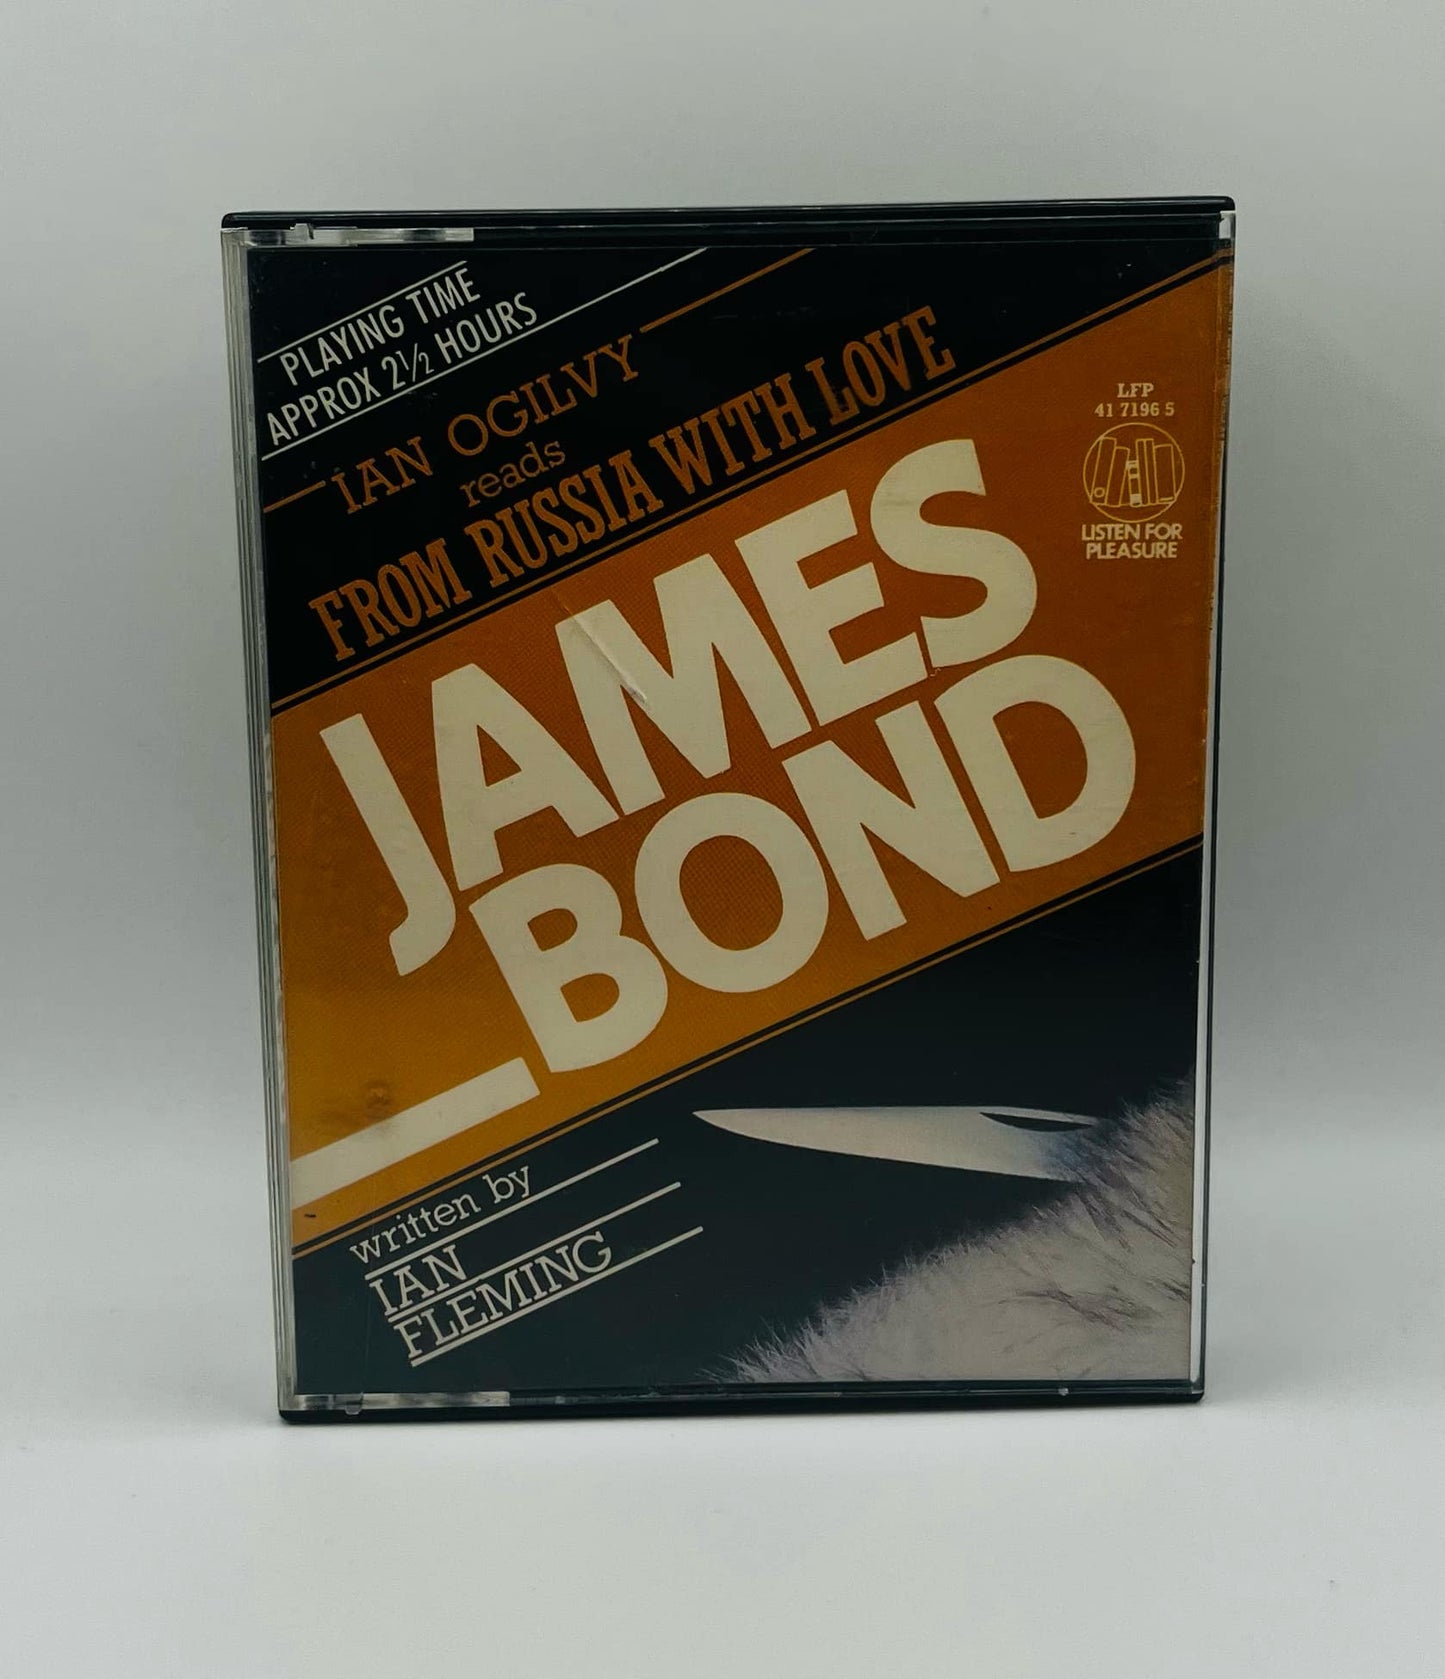 PLAYING TIME
APPROX 2½ HOURS
IAN OGILVY
reads
FROM RUSSIA WITH LOVE
LFP
41 7196 5
LISTEN FOR
PLEASURE
JAMES
BOND
written by
IAN
FLEMING